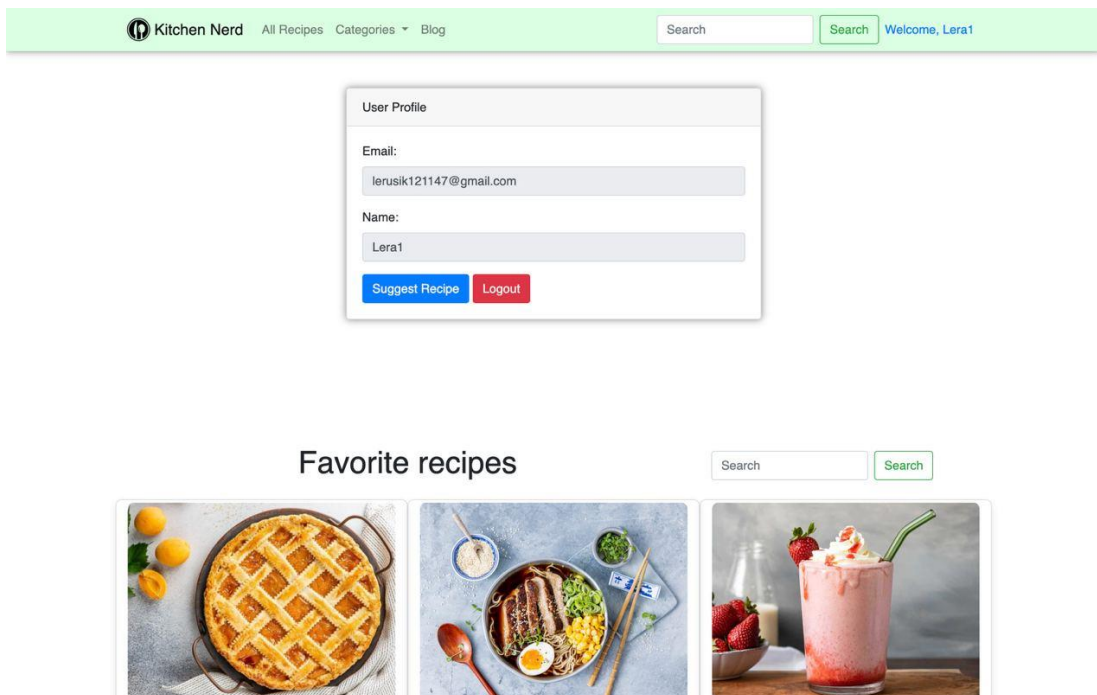 Kitchen Nerd All Recipes Categories Blog Search Search Welcome, Lera1
User Profile
Email:
lerusik121147@gmail.com
Name:
Lera1
Suggest Recipe Logout
Favorite recipes Search Search